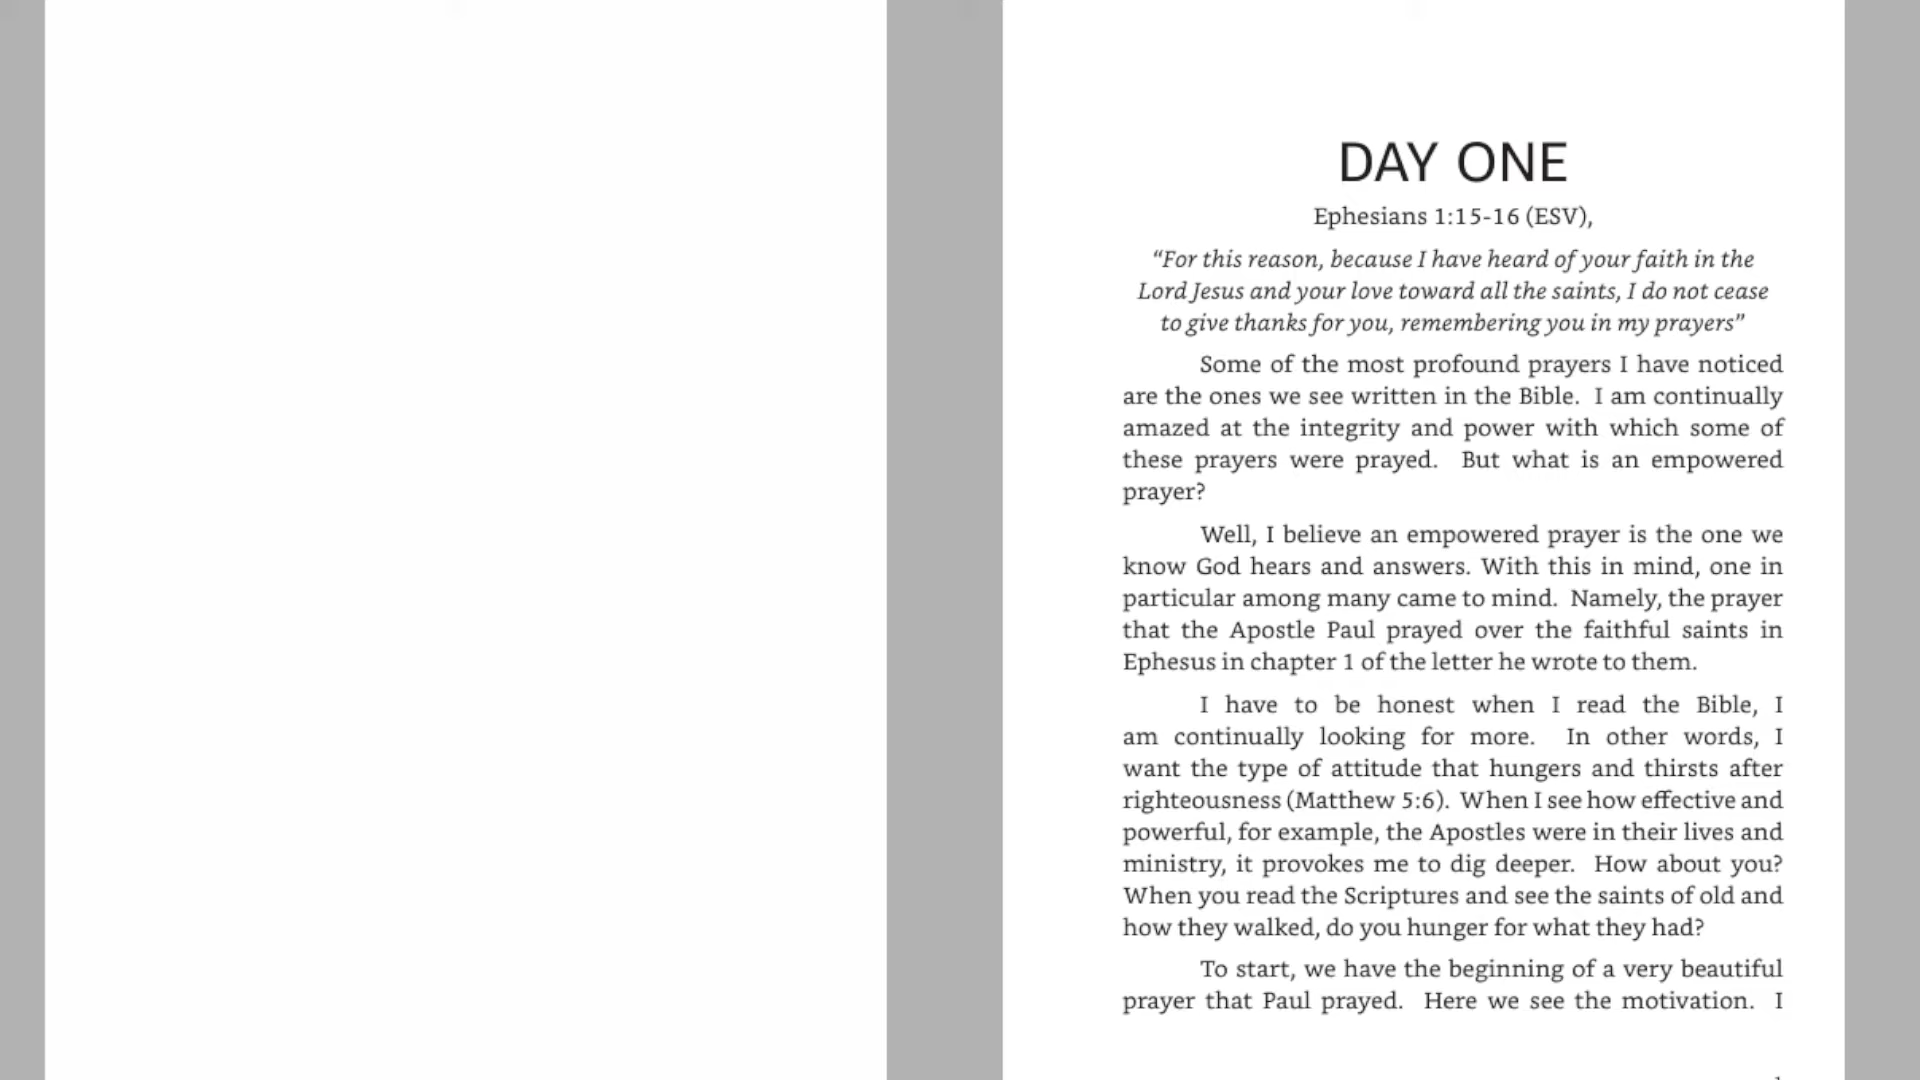 DAY ONE
Ephesians 1:15-16 (ESV),
“For this reason, because I have heard of your faith in the
Lord Jesus and your love toward all the saints, I do not cease
to give thanks for you, remembering you in my prayers”
Some of the most profound prayers I have noticed
are the ones we see written in the Bible.  I am continually
amazed at the integrity and power with which some of
these prayers were prayed.  But what is an empowered
prayer?
Well, I believe an empowered prayer is the one we
know God hears and answers. With this in mind, one in
particular among many came to mind.  Namely, the prayer
that the Apostle Paul prayed over the faithful saints in
Ephesus in chapter 1 of the letter he wrote to them.
I have to be honest when I read the Bible, I
am continually looking for more.  In other words, I
want the type of attitude that hungers and thirsts after
righteousness (Matthew 5:6).  When I see how effective and
powerful, for example, the Apostles were in their lives and
ministry, it provokes me to dig deeper.  How about you?
When you read the Scriptures and see the saints of old and
how they walked, do you hunger for what they had?
To start, we have the beginning of a very beautiful
prayer that Paul prayed.  Here we see the motivation.  I